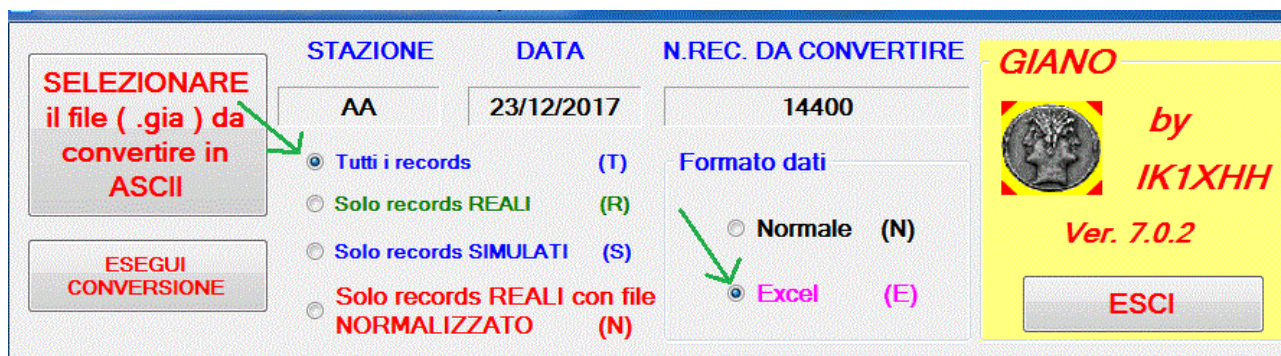 SELEZIONARE
il file ( .gia ) da
convertire in
ASCII
ESEGUI
CONVERSIONE
STAZIONE
AA
DATA
23/12/2017
N.REC. DA CONVERTIRE
14400
Tutti i records (T)
Solo records REALI (R)
Solo records SIMULATI (S)
Solo records REALI con file
NORMALIZZATO (N)
Formato dati
Normale (N)
Excel (E)
GIANO
by
IK1XHH
Ver. 7.0.2
ESCI